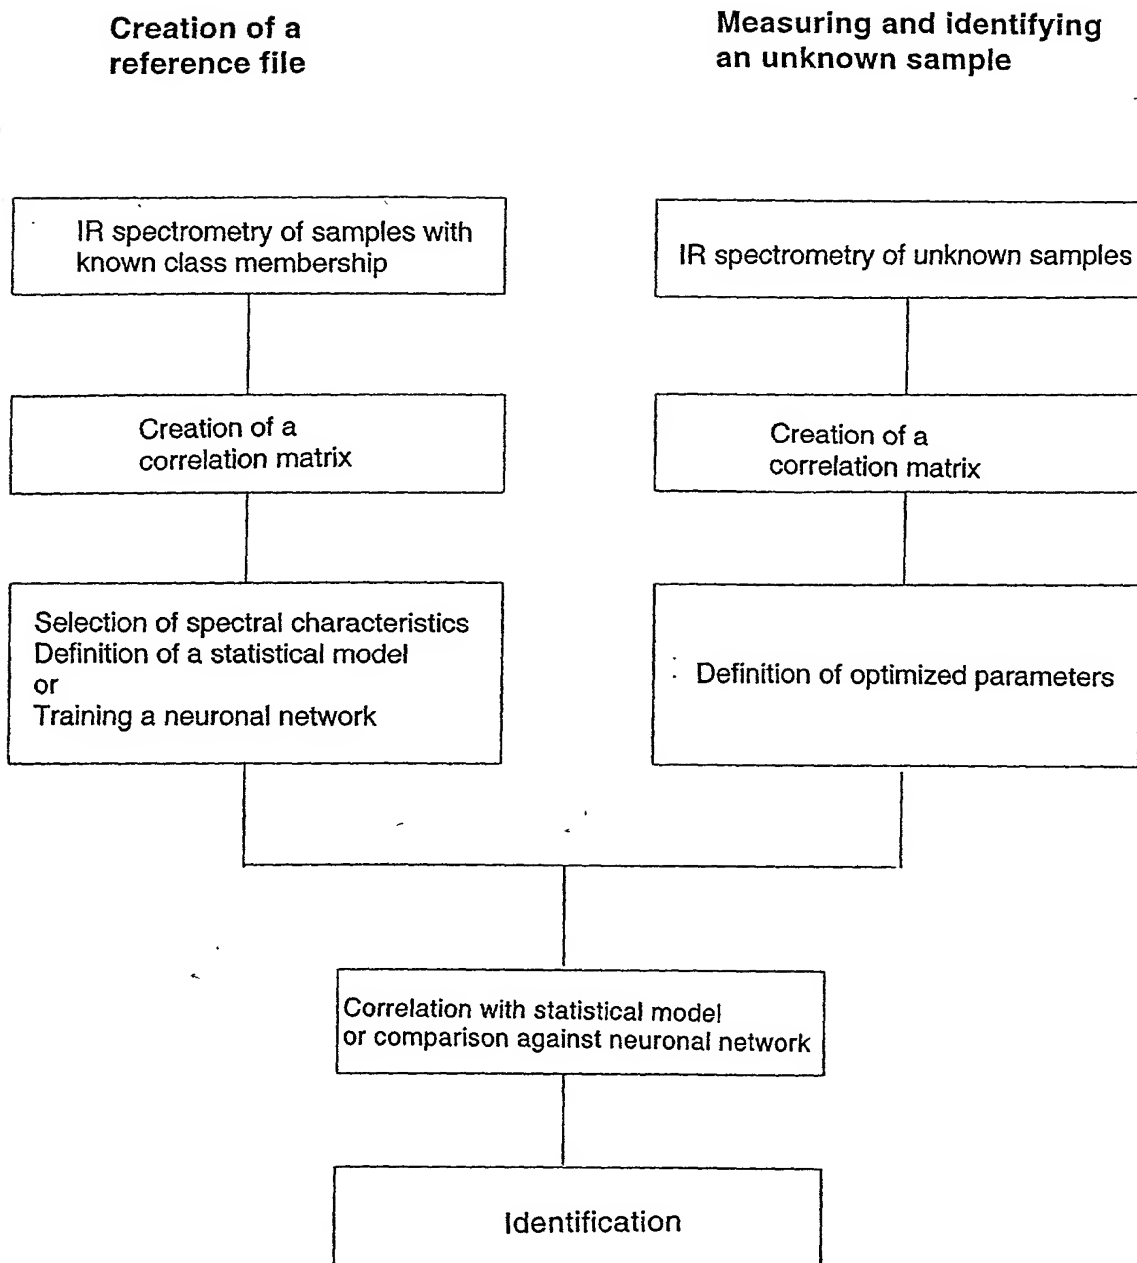 Creation of a
reference file
Measuring and identifying
an unknown sample
IR spectrometry of samples with
known class membership
IR spectrometry of unknown samples
Creation of a
correlation matrix
Creation of a
correlation matrix
Selection of spectral characteristics
Definition of a statistical model
or
Training a neuronal network
Definition of optimized parameters
Correlation with statistical model
or comparison against neuronal network
Identification